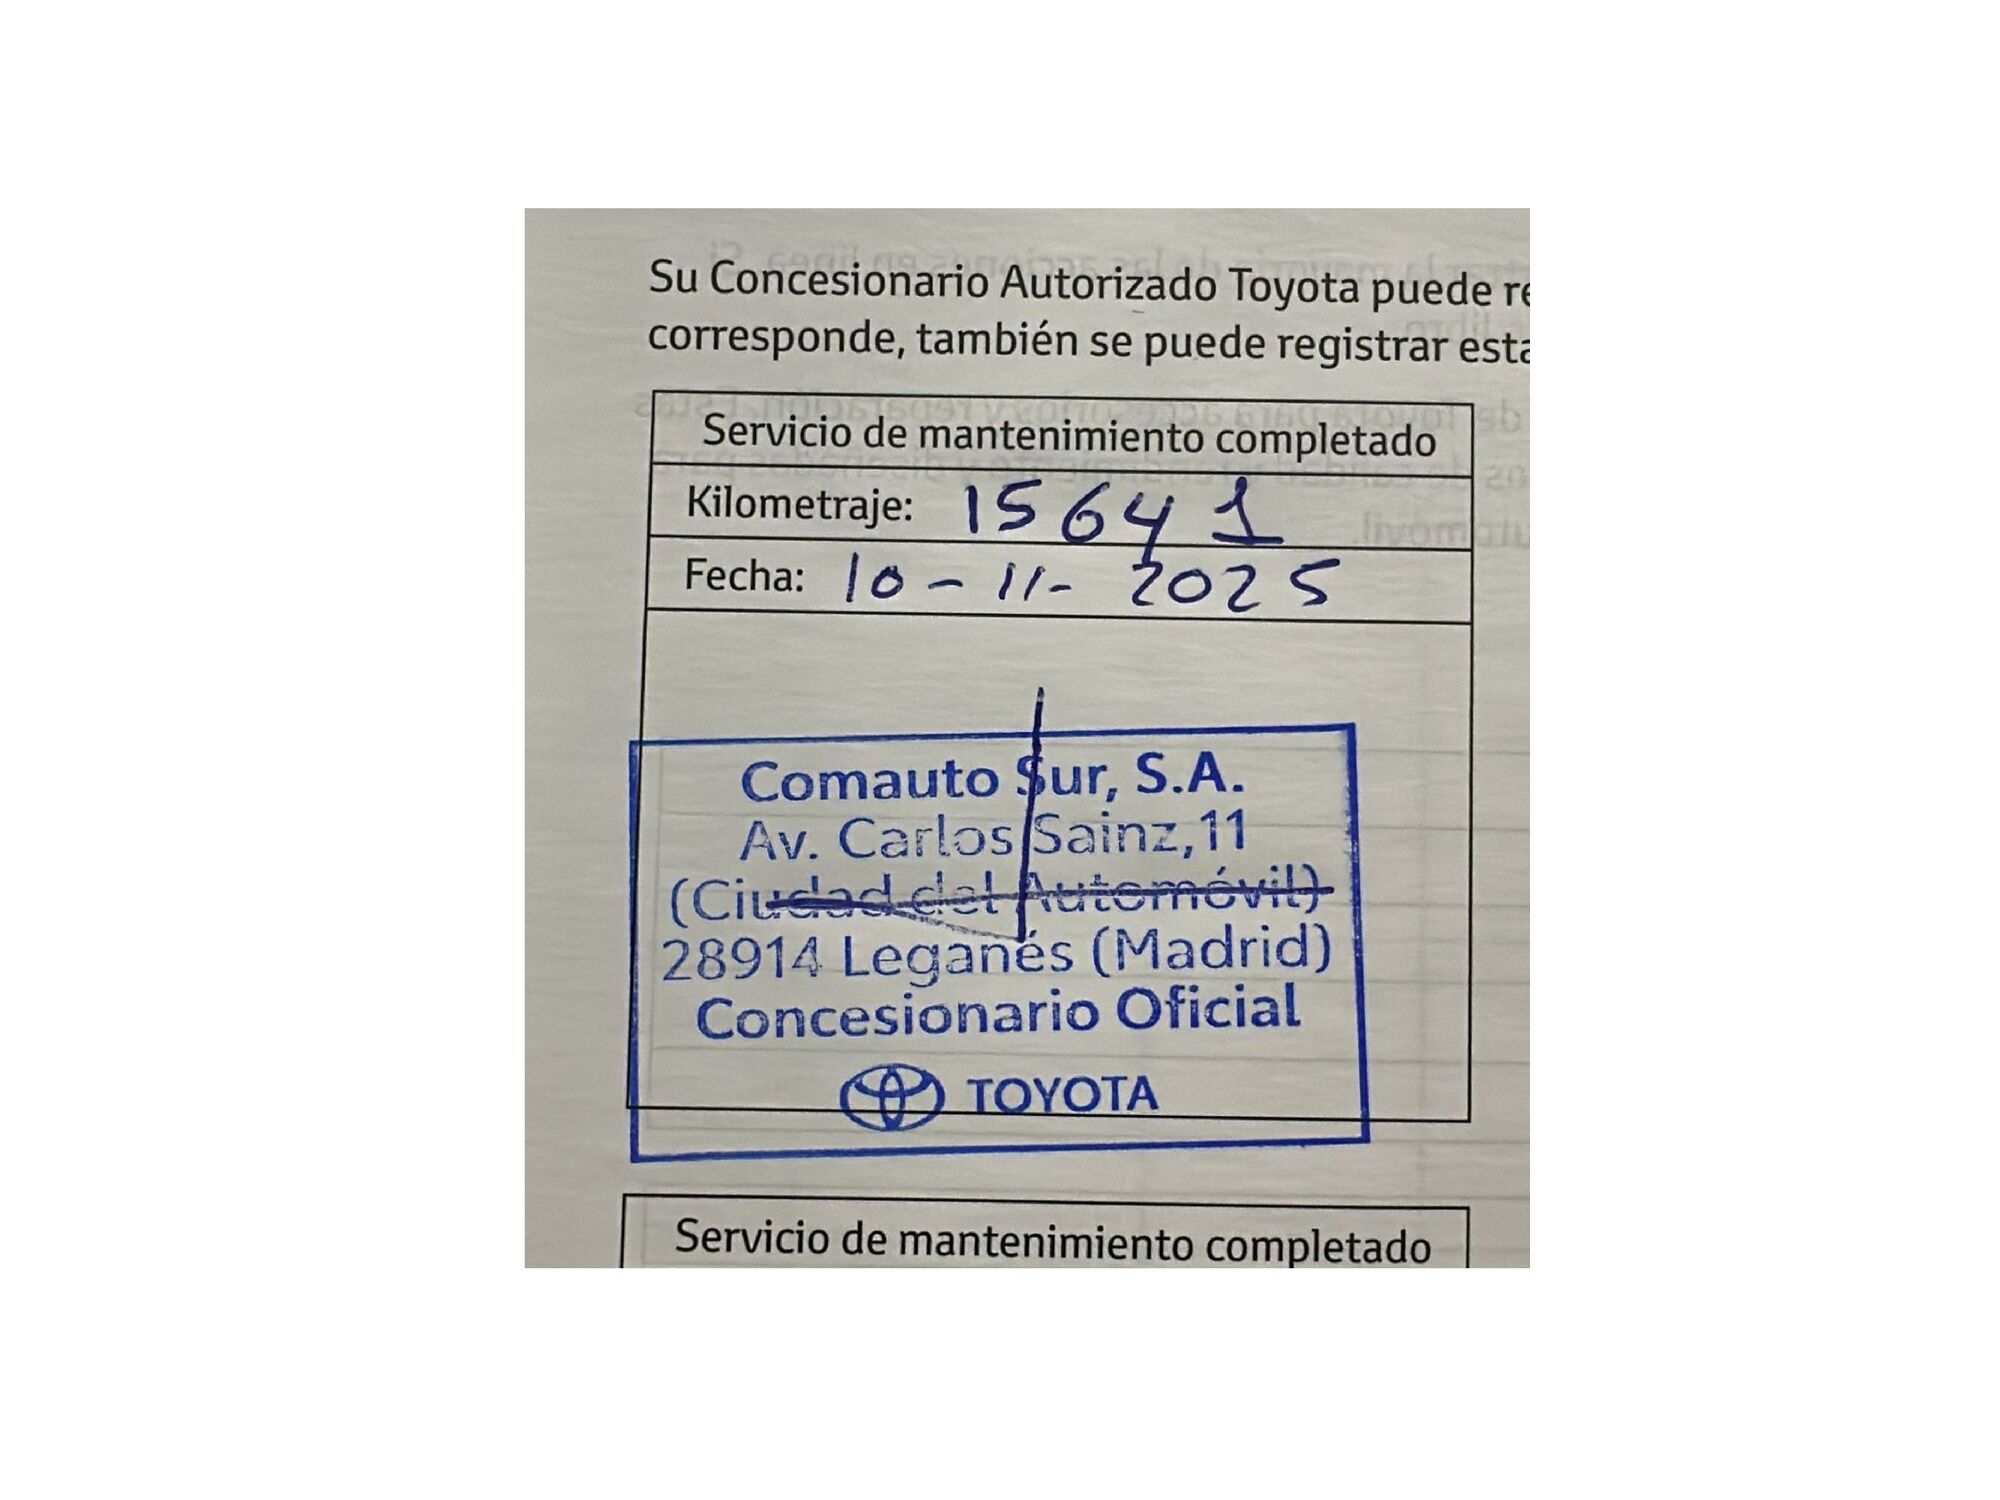 Su Concesionario Autorizado Toyota puede re
corresponde, también se puede registrar esta
Servicio de mantenimiento completado
Kilometraje: 15641
Fecha: 10-11-2025
Comauto Sur, S.A.
Av. Carlos Sainz,11
(Ciudad del Automóvil)
28914 Leganés (Madrid)
Concesionario Oficial
TOYOTA
Servicio de mantenimiento completado